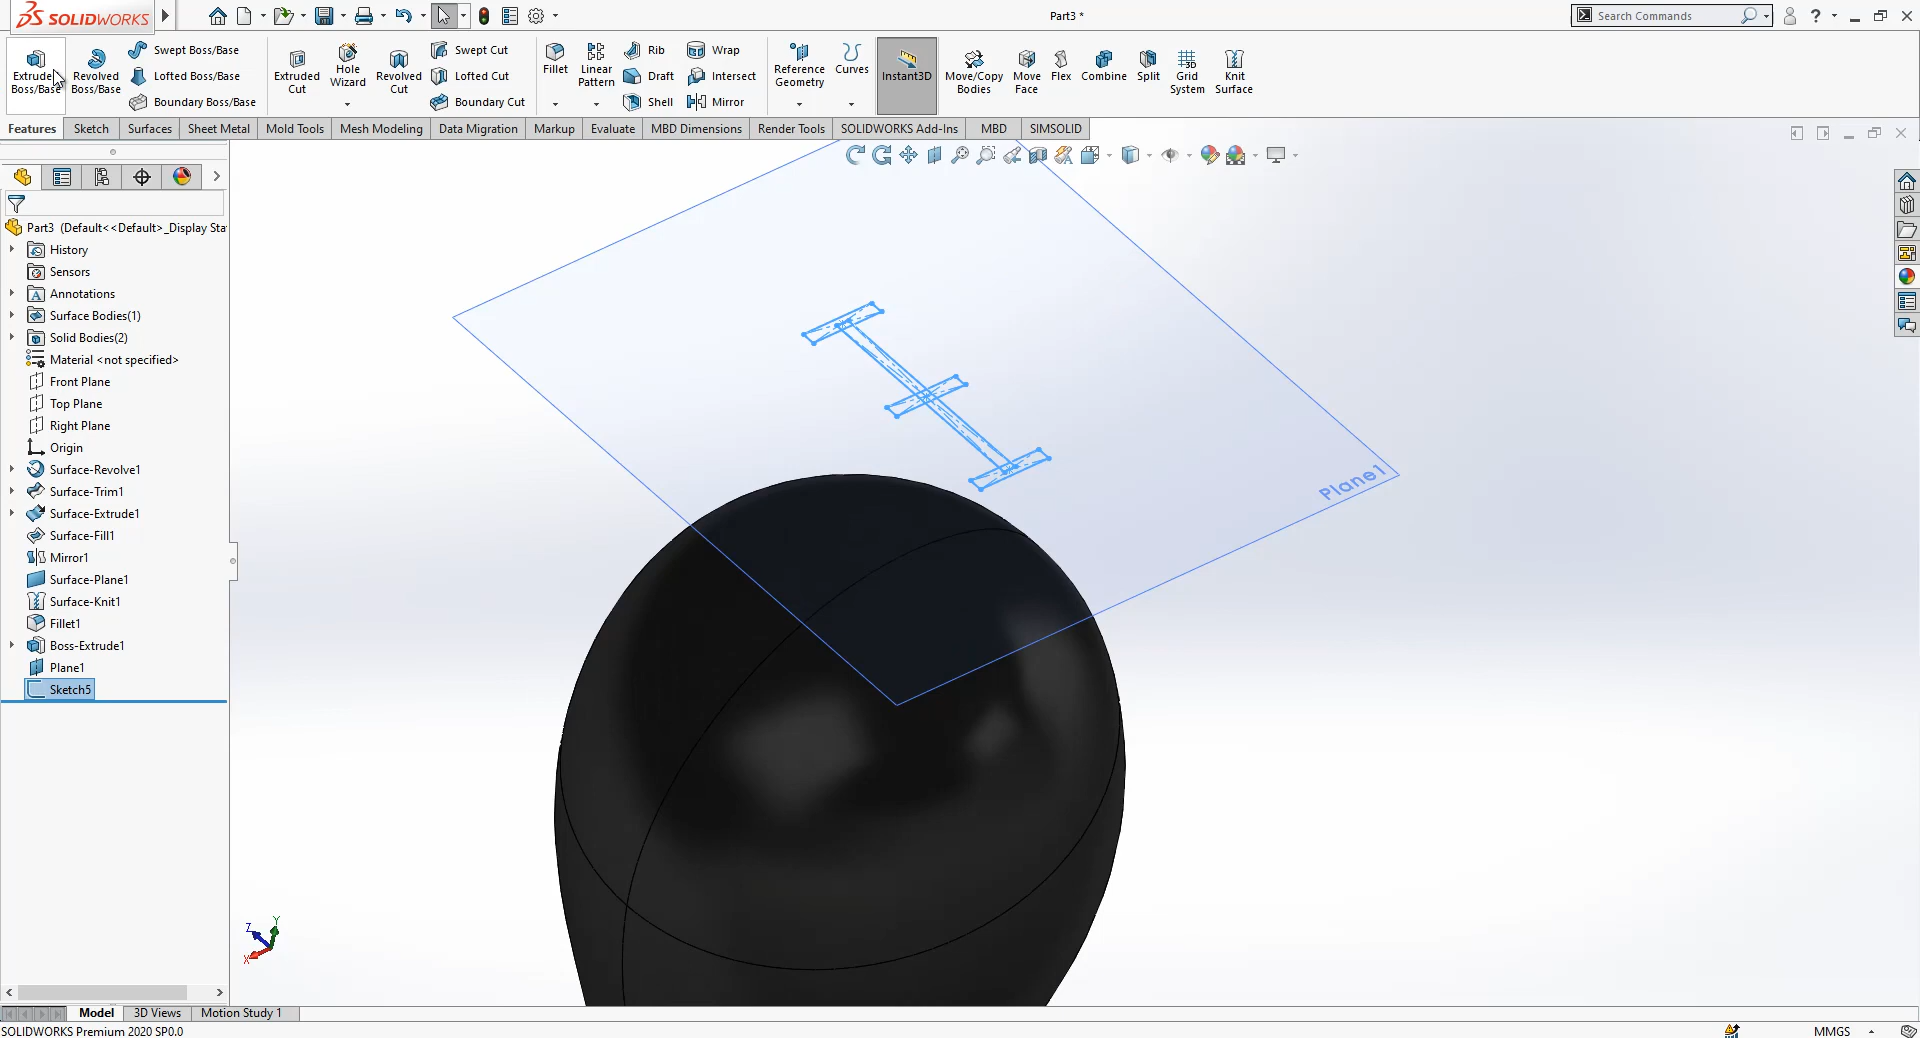 SOLIDWORKS
Part3 *
Search Commands
?
Extruded Boss/Base
Revolved Boss/Base
Swept Boss/Base
Lofted Boss/Base
Boundary Boss/Base
Extruded Cut
Hole Wizard
Revolved Cut
Swept Cut
Lofted Cut
Boundary Cut
Fillet
Linear Pattern
Rib
Draft
Shell
Wrap
Intersect
Mirror
Reference Geometry
Curves
Instant3D
Move/Copy Bodies
Move Face
Flex
Combine
Split
Grid System
Knit Surface
Features
Sketch
Surfaces
Sheet Metal
Mold Tools
Mesh Modeling
Data Migration
Markup
Evaluate
MBD Dimensions
Render Tools
SOLIDWORKS Add-Ins
MBD
SIMSOLID
Part3 (Default<<Default>_Display Sta
History
Sensors
Annotations
Surface Bodies(1)
Solid Bodies(2)
Material <not specified>
Front Plane
Top Plane
Right Plane
Origin
Surface-Revolve1
Surface-Trim1
Surface-Extrude1
Surface-Fill1
Mirror1
Surface-Plane1
Surface-Knit1
Fillet1
Boss-Extrude1
Plane1
Sketch5
Plane1
Y
Z
X
Model
3D Views
Motion Study 1
SOLIDWORKS Premium 2020 SP0.0
MMGS